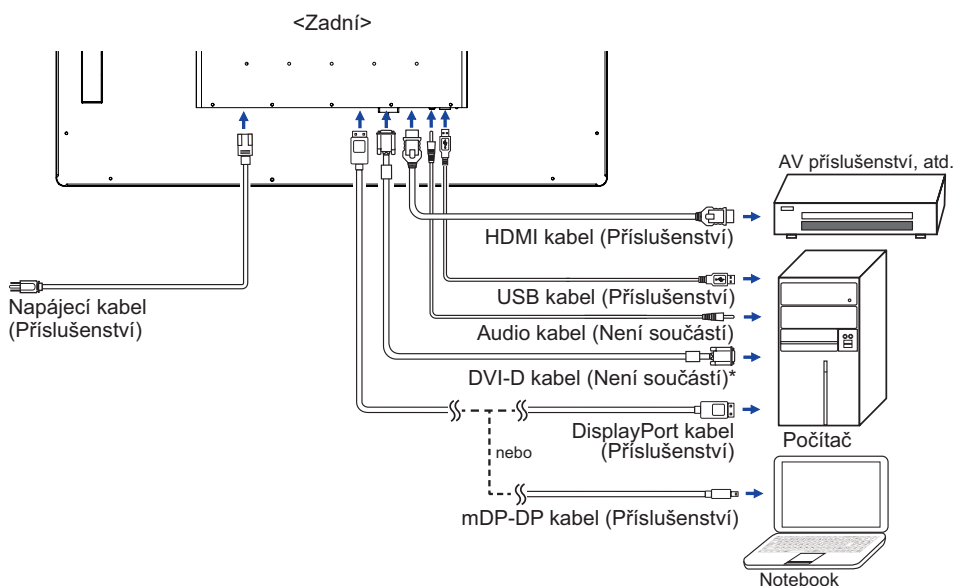 <Zadní>
AV příslušenství, atd.
HDMI kabel (Příslušenství)
USB kabel (Příslušenství)
Napájecí kabel
(Příslušenství)
Audio kabel (Není součástí)
DVI-D kabel (Není součástí)*
DisplayPort kabel
(Příslušenství)
Počítač
nebo
mDP-DP kabel (Příslušenství)
Notebook